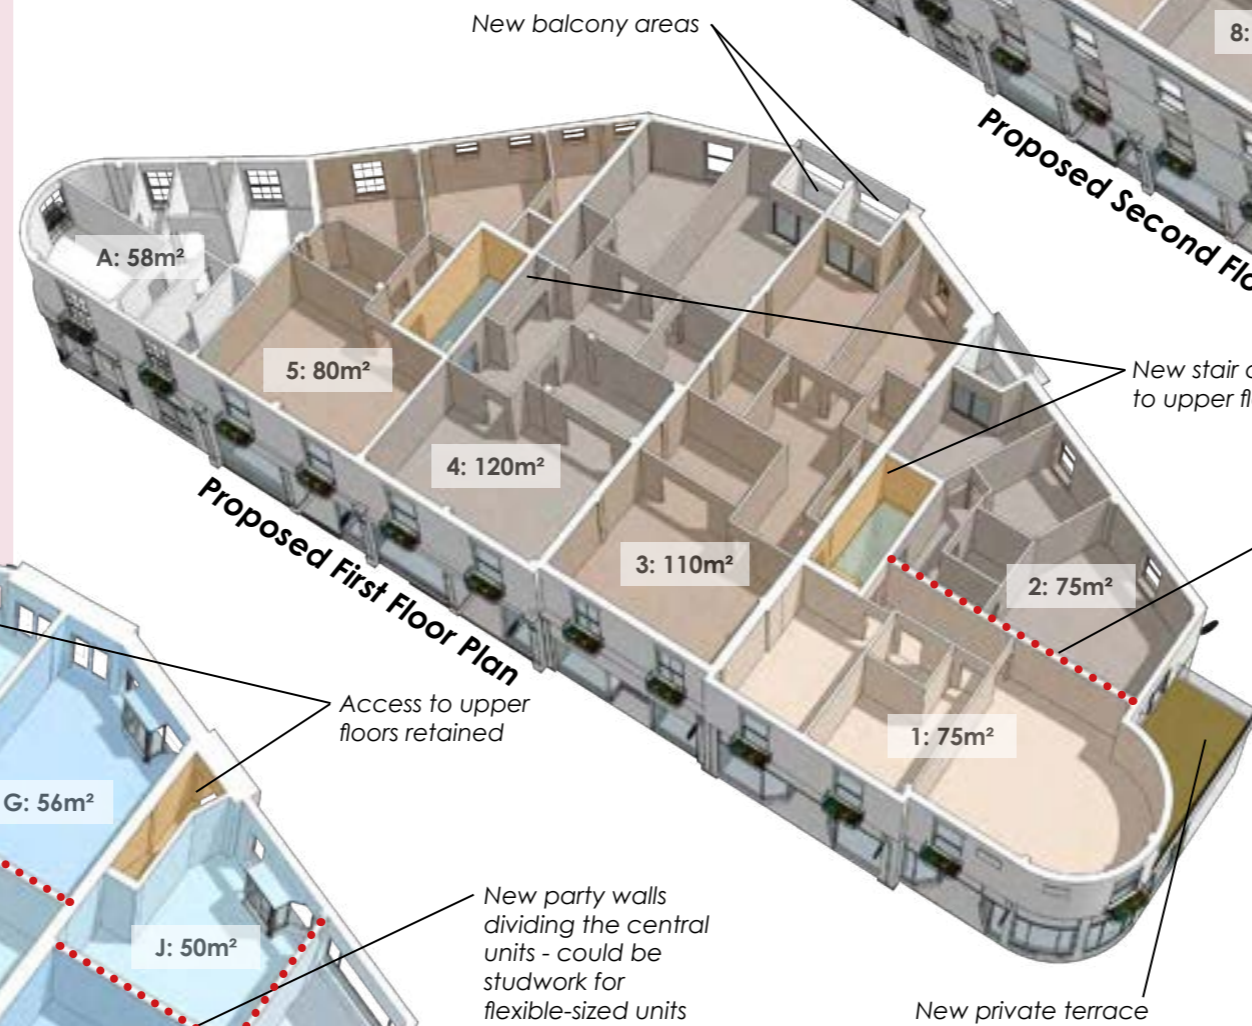 New balcony areas
8:
Proposed Second Flo
A: 58m²
5: 80m²
New stair
to upper fl
4: 120m²
3: 110m²
2: 75m²
1: 75m²
Proposed First Floor Plan
Access to upper
floors retained
G: 56m²
J: 50m²
New party walls
dividing the central
units - could be
studwork for
flexible-sized units
New private terrace